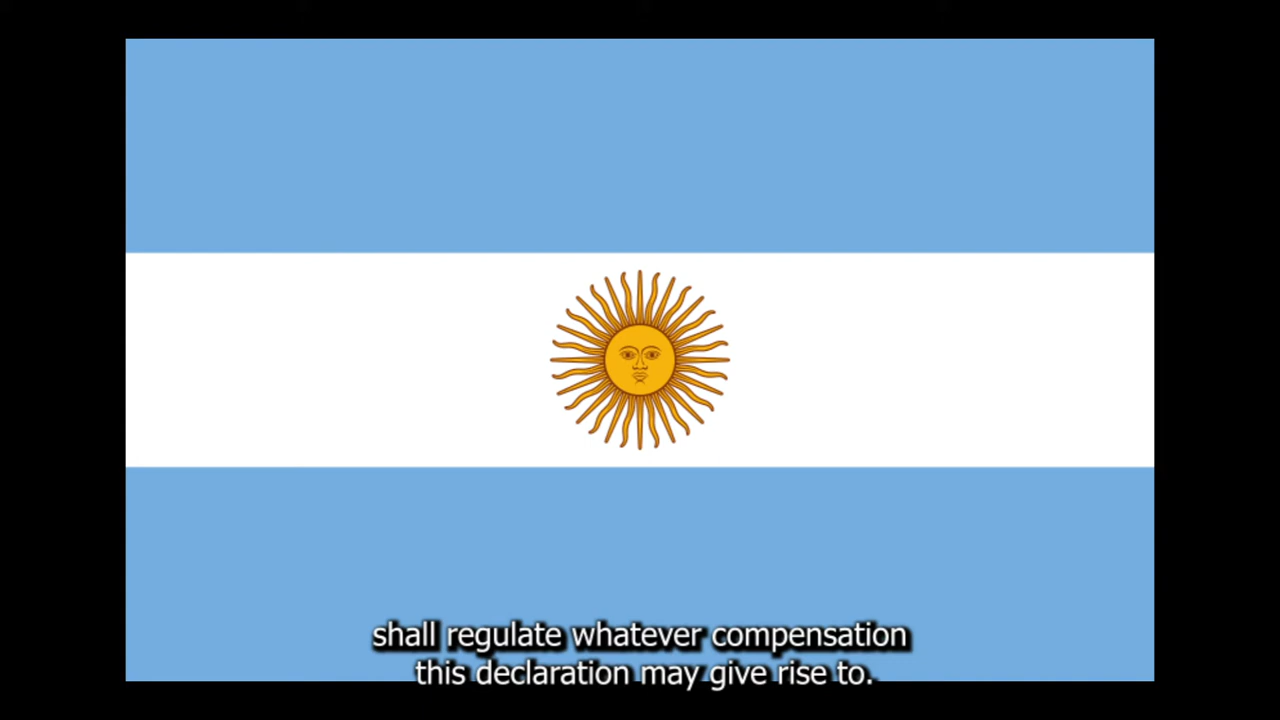 shall regulate whatever compensation
this declaration may give rise to.